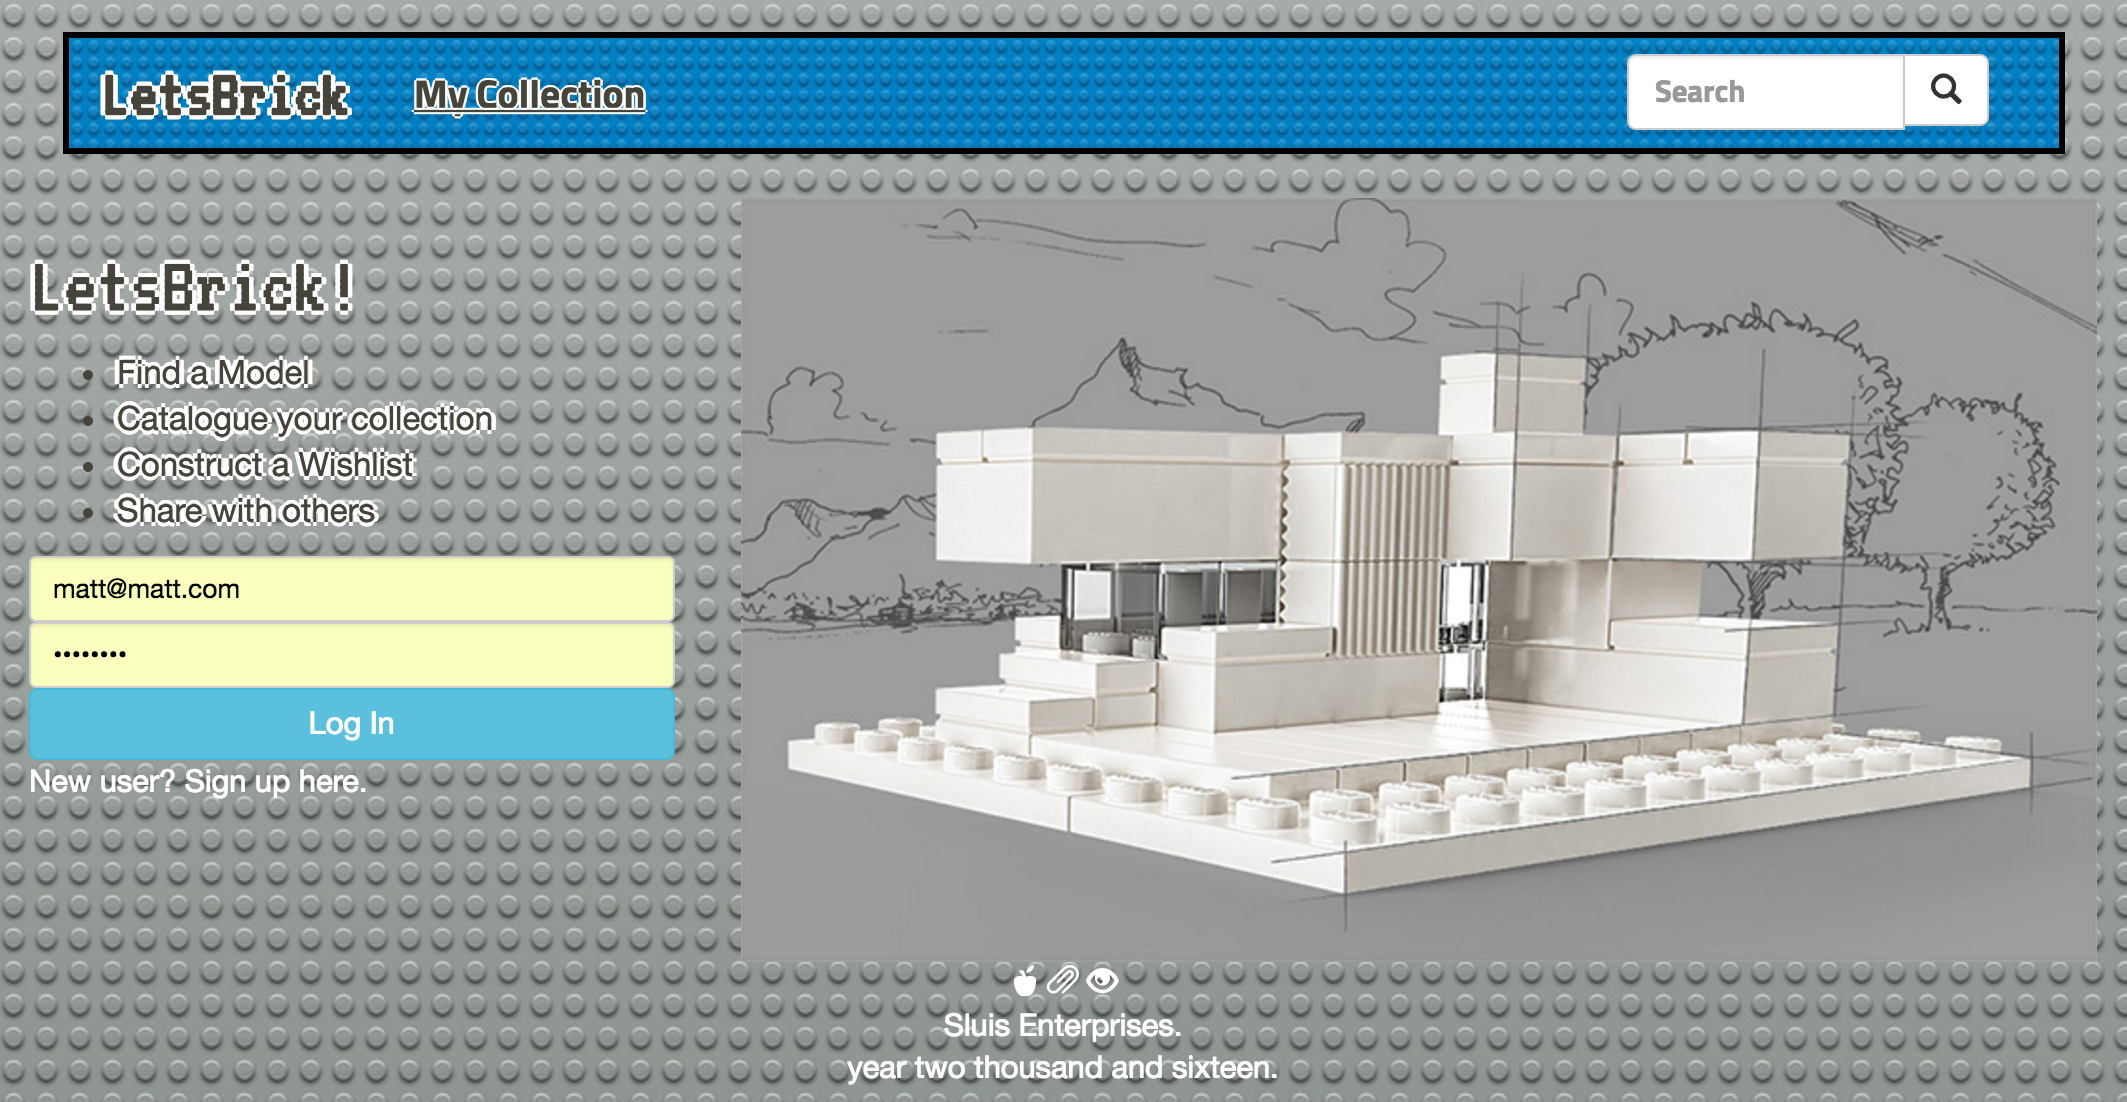 LetsBrick
My Collection
Search
LetsBrick!
• Find a Model
• Catalogue your collection
• Construct a Wishlist
• Share with others
matt@matt.com
••••••••
Log In
New user? Sign up here.
Sluis Enterprises.
year two thousand and sixteen.